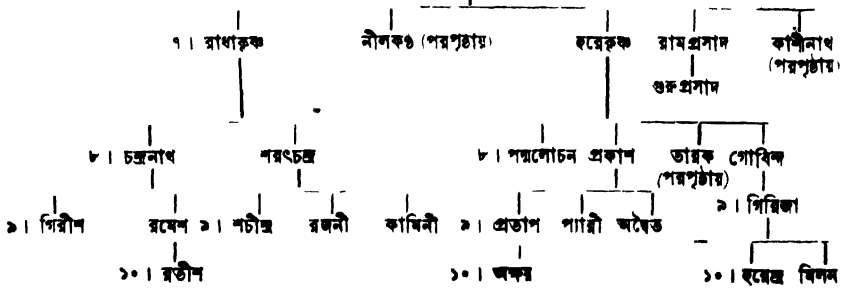 ৭। রাধাকৃষ্ণ নীলকণ্ঠ (পরপৃষ্ঠায়) হরেকৃষ্ণ রামপ্রসাদ কাশীনাথ
(পরপৃষ্ঠায়)
গুরুপ্রসাদ
৮। চন্দ্রনাথ শরৎচন্দ্র ৮। পদ্মলোচন প্রকাশ তারক গোবিন্দ
(পরপৃষ্ঠায়)
৯। গিরীশ রমেশ ৯। শচীন্দ্র রজনী কামিনী ৯। প্রতাপ প্যারী অদ্বৈত ৯। গিরিজা
১০। রতীশ ১০। অক্ষয় ১০। হরেন্দ্র মিলন